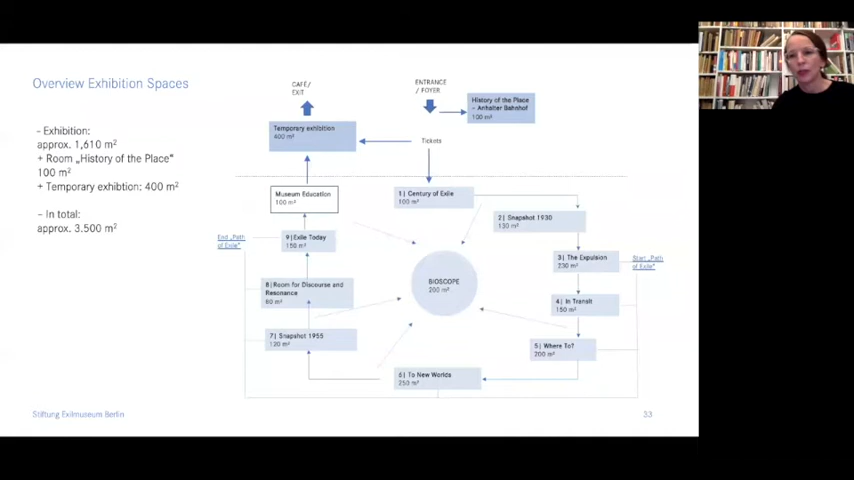 Overview Exhibition Spaces
- Exhibition:
approx. 1,610 m²
+ Room „History of the Place"
100 m²
+ Temporary exhibtion: 400 m²
– In total:
approx. 3.500 m²
CAFÉ/
EXIT
ENTRANCE
/ FOYER
History of the Place
– Anhalter Bahnhof
100 m²
Temporary exhibition
400 m²
Tickets
Museum Education
100 m²
1| Century of Exile
100 m²
2| Snapshot 1930
130 m²
End „Path
of Exile"
9|Exile Today
150 m²
3| The Expulsion
230 m²
Start „Path
of Exile"
BIOSCOPE
200 m²
8|Room for Discourse and
Resonance
60 m²
4| In Transit
150 m²
7| Snapshot 1955
120 m²
5| Where To?
200 m²
6| To New Worlds
250 m²
Stiftung Exilmuseum Berlin
33